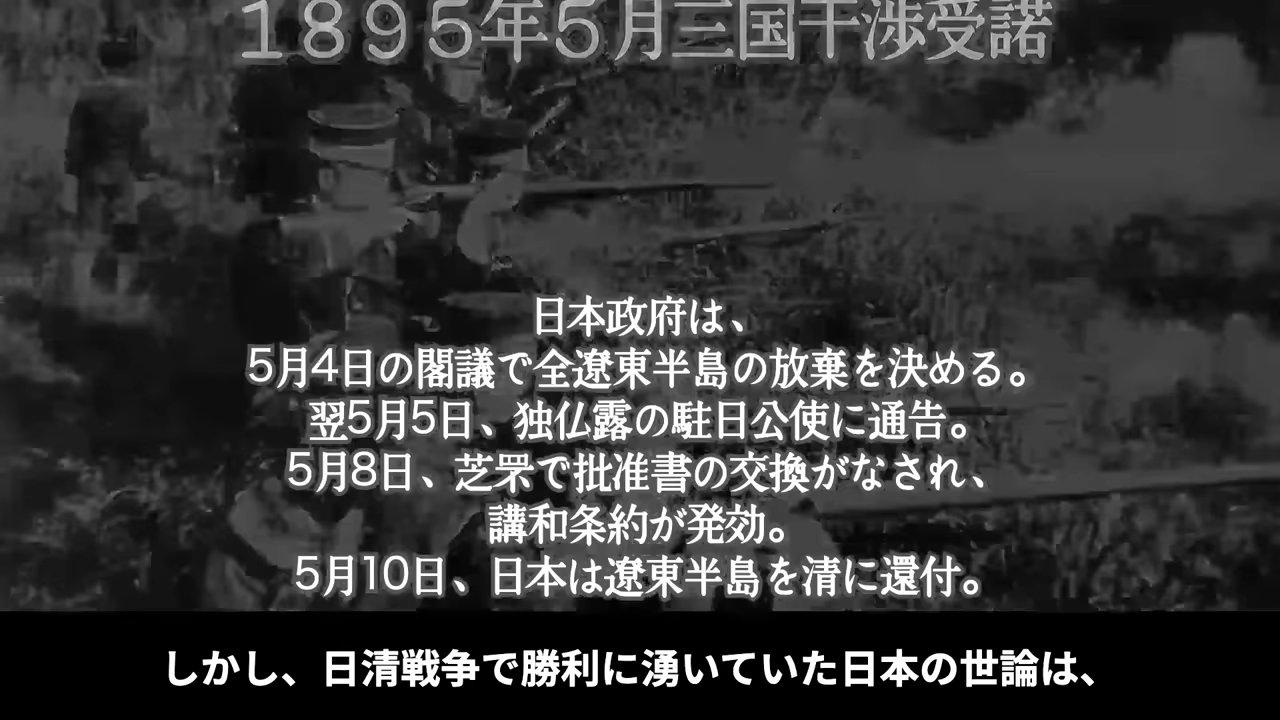 1895年5月三国干渉受諾
日本政府は、
5月4日の閣議で全遼東半島の放棄を決める。
翌5月5日、独仏露の駐日公使に通告。
5月8日、芝罘で批准書の交換がなされ、
講和条約が発効。
5月10日、日本は遼東半島を清に還付。
しかし、日清戦争で勝利に湧いていた日本の世論は、